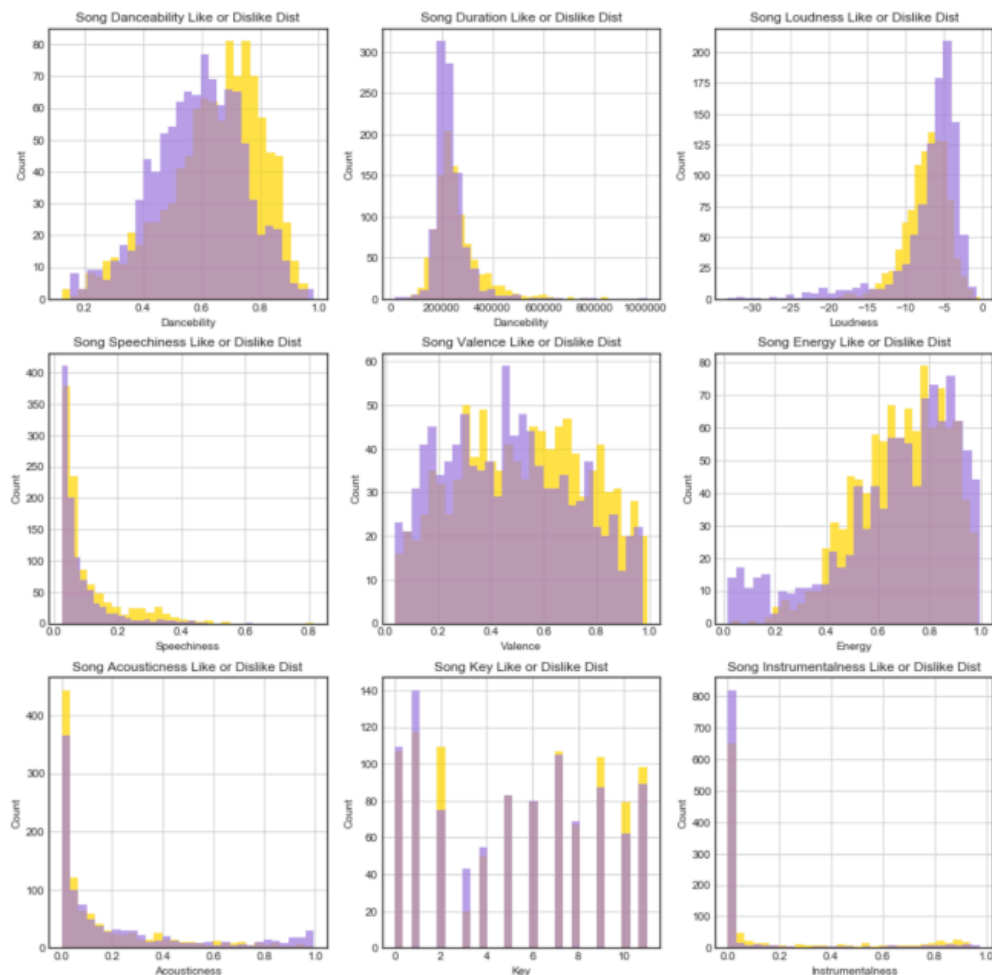 Song Danceability Like or Dislike Dist
Count
80
70
60
50
40
30
20
10
0
0.2 0.4 0.6 0.8 1.0
Dancebility
Song Duration Like or Dislike Dist
Count
300
250
200
150
100
50
0
0 200000 400000 600000 800000 1000000
Dancebility
Song Loudness Like or Dislike Dist
Count
200
175
150
125
100
75
50
25
0
−30 −25 −20 −15 −10 −5 0
Loudness
Song Speechiness Like or Dislike Dist
Count
400
350
300
250
200
150
100
50
0
0.0 0.2 0.4 0.6 0.8
Speechiness
Song Valence Like or Dislike Dist
Count
60
50
40
30
20
10
0
0.2 0.4 0.6 0.8 1.0
Valence
Song Energy Like or Dislike Dist
Count
80
70
60
50
40
30
20
10
0
0.0 0.2 0.4 0.6 0.8 1.0
Energy
Song Acousticness Like or Dislike Dist
Count
400
300
200
100
0
0.0 0.2 0.4 0.6 0.8 1.0
Acousticness
Song Key Like or Dislike Dist
Count
140
120
100
80
60
40
20
0
0 2 4 6 8 10
Key
Song Instrumentalness Like or Dislike Dist
Count
800
700
600
500
400
300
200
100
0
0.0 0.2 0.4 0.6 0.8 1.0
Instrumentalness